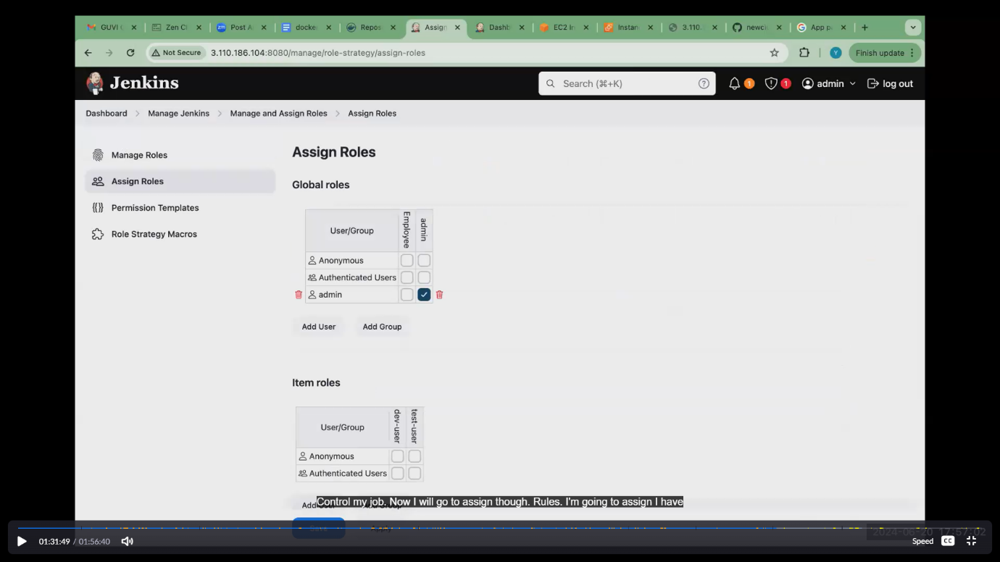 GUVI
Zen Cl
Post A
docke
Repos
Assign
Dashb
EC2 In
Instan
3.110.
newcl
App p
Not Secure
3.110.186.104:8080/manage/role-strategy/assign-roles
Finish update
Jenkins
Search (⌘+K)
1
1
admin
log out
Dashboard > Manage Jenkins > Manage and Assign Roles > Assign Roles
Manage Roles
Assign Roles
Permission Templates
Role Strategy Macros
Assign Roles
Global roles
User/Group
Employee
admin
Anonymous
Authenticated Users
admin
Add User
Add Group
Item roles
User/Group
dev-user
test-user
Anonymous
Authenticated Users
Control my job. Now I will go to assign though. Rules. I'm going to assign I have
2024-06-20 17:57:02
01:31:49 / 01:56:40
Speed
CC